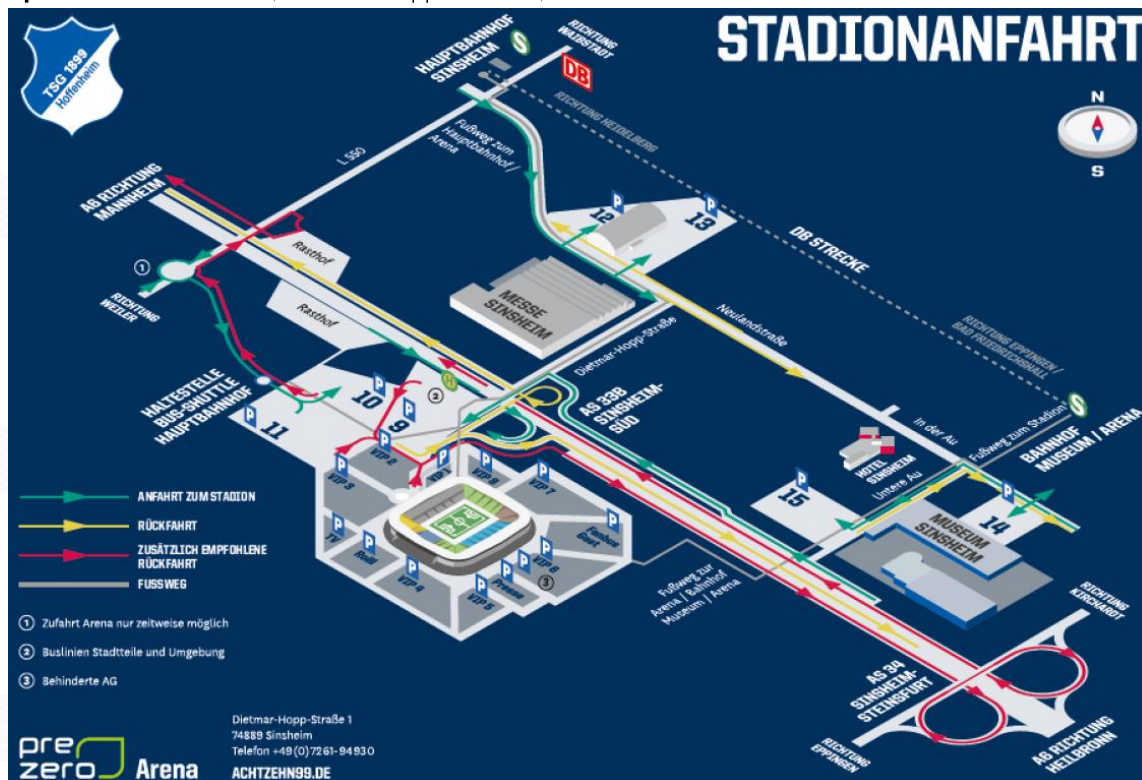 TSG 1899
Hoffenheim
STADIONANFAHRT
HAUPTBAHNHOF
SINSHEIM
S
RICHTUNG
WAIBSTADT
DB
N
S
RICHTUNG HEIDELBERG
Fußweg zum
Hauptbahnhof /
Arena
L 550
A6 RICHTUNG
MANNHEIM
P
12
P
13
DB STRECKE
Rasthof
1
RICHTUNG
WEILER
Rasthof
MESSE
SINSHEIM
Neulandstraße
Dietmar-Hopp-Straße
RICHTUNG EPPINGEN /
BAD FRIEDRICHSHALL
HALTESTELLE
BUS-SHUTTLE
HAUPTBAHNHOF
H
2
AS 33B
SINSHEIM-
SÜD
S
BAHNHOF
MUSEUM / ARENA
In der Au
Fußweg zum Stadion
HOTEL
SINSHEIM
Untere Au
P
10
P
9
P
11
P
VIP 2
P
VIP 1
P
VIP 8
P
VIP 7
P
VIP 3
P
15
P
14
MUSEUM
SINSHEIM
P
TV
P
Rolli
P
VIP 4
P
VIP 5
P
Presse
P
VIP 6
3
P
Fanbus
Gast
Fußweg zur
Arena / Bahnhof
Museum / Arena
ANFAHRT ZUM STADION
RÜCKFAHRT
ZUSÄTZLICH EMPFOHLENE
RÜCKFAHRT
FUSSWEG
1 Zufahrt Arena nur zeitweise möglich
2 Buslinien Stadtteile und Umgebung
3 Behinderte AG
RICHTUNG
KIRCHARDT
AS 34
SINSHEIM-
STEINSFURT
RICHTUNG
EPPINGEN
A6 RICHTUNG
HEILBRONN
pre
zero Arena
Dietmar-Hopp-Straße 1
74889 Sinsheim
Telefon +49 (0) 7261- 94930
ACHTZEHN99.DE